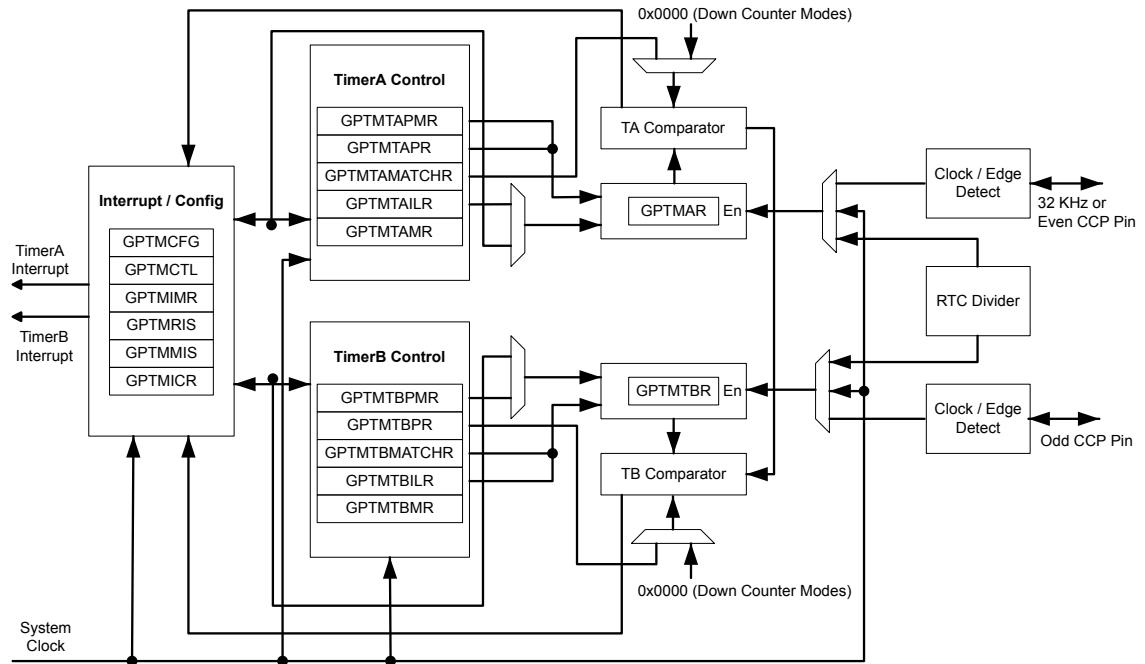 0x0000 (Down Counter Modes)
TimerA Control
GPTMTAPMR
GPTMTAPR
GPTMTAMATCHR
GPTMTAILR
GPTMTAMR
TA Comparator
GPTMAR
En
Clock / Edge
Detect
32 KHz or
Even CCP Pin
Interrupt / Config
GPTMCFG
GPTMCTL
GPTMIMR
GPTMRIS
GPTMMIS
GPTMICR
TimerA
Interrupt
TimerB
Interrupt
RTC Divider
TimerB Control
GPTMTBPMR
GPTMTBPR
GPTMTBMATCHR
GPTMTBILR
GPTMTBMR
GPTMTBR
En
TB Comparator
Clock / Edge
Detect
Odd CCP Pin
0x0000 (Down Counter Modes)
System
Clock